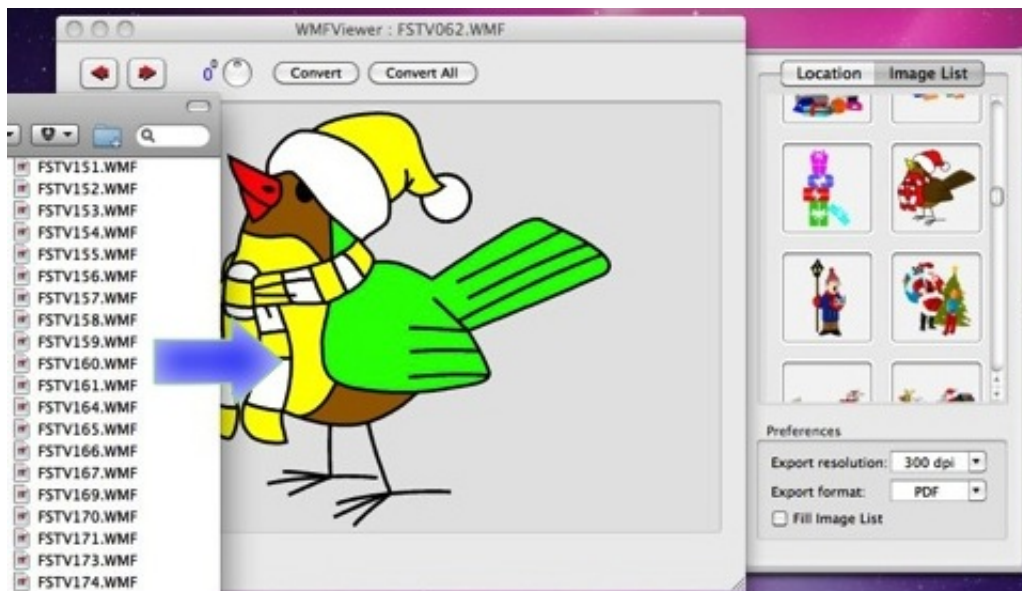 WMFViewer : FSTV062.WMF
0°
Convert
Convert All
Location
Image List
FSTV151.WMF
FSTV152.WMF
FSTV153.WMF
FSTV154.WMF
FSTV155.WMF
FSTV156.WMF
FSTV157.WMF
FSTV158.WMF
FSTV159.WMF
FSTV160.WMF
FSTV161.WMF
FSTV164.WMF
FSTV165.WMF
FSTV166.WMF
FSTV167.WMF
FSTV169.WMF
FSTV170.WMF
FSTV171.WMF
FSTV173.WMF
FSTV174.WMF
Preferences
Export resolution: 300 dpi
Export format: PDF
Fill Image List